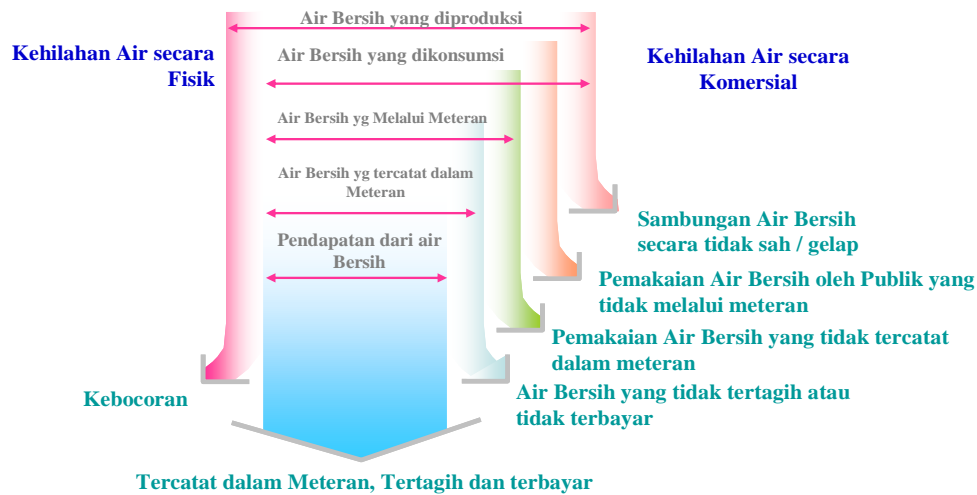 Air Bersih yang diproduksi
Kehilahan Air secara
Fisik
Air Bersih yang dikonsumsi
Kehilahan Air secara
Komersial
Air Bersih yg Melalui Meteran
Air Bersih yg tercatat dalam
Meteran
Pendapatan dari air
Bersih
Sambungan Air Bersih
secara tidak sah / gelap
Pemakaian Air Bersih oleh Publik yang
tidak melalui meteran
Pemakaian Air Bersih yang tidak tercatat
dalam meteran
Air Bersih yang tidak tertagih atau
tidak terbayar
Kebocoran
Tercatat dalam Meteran, Tertagih dan terbayar